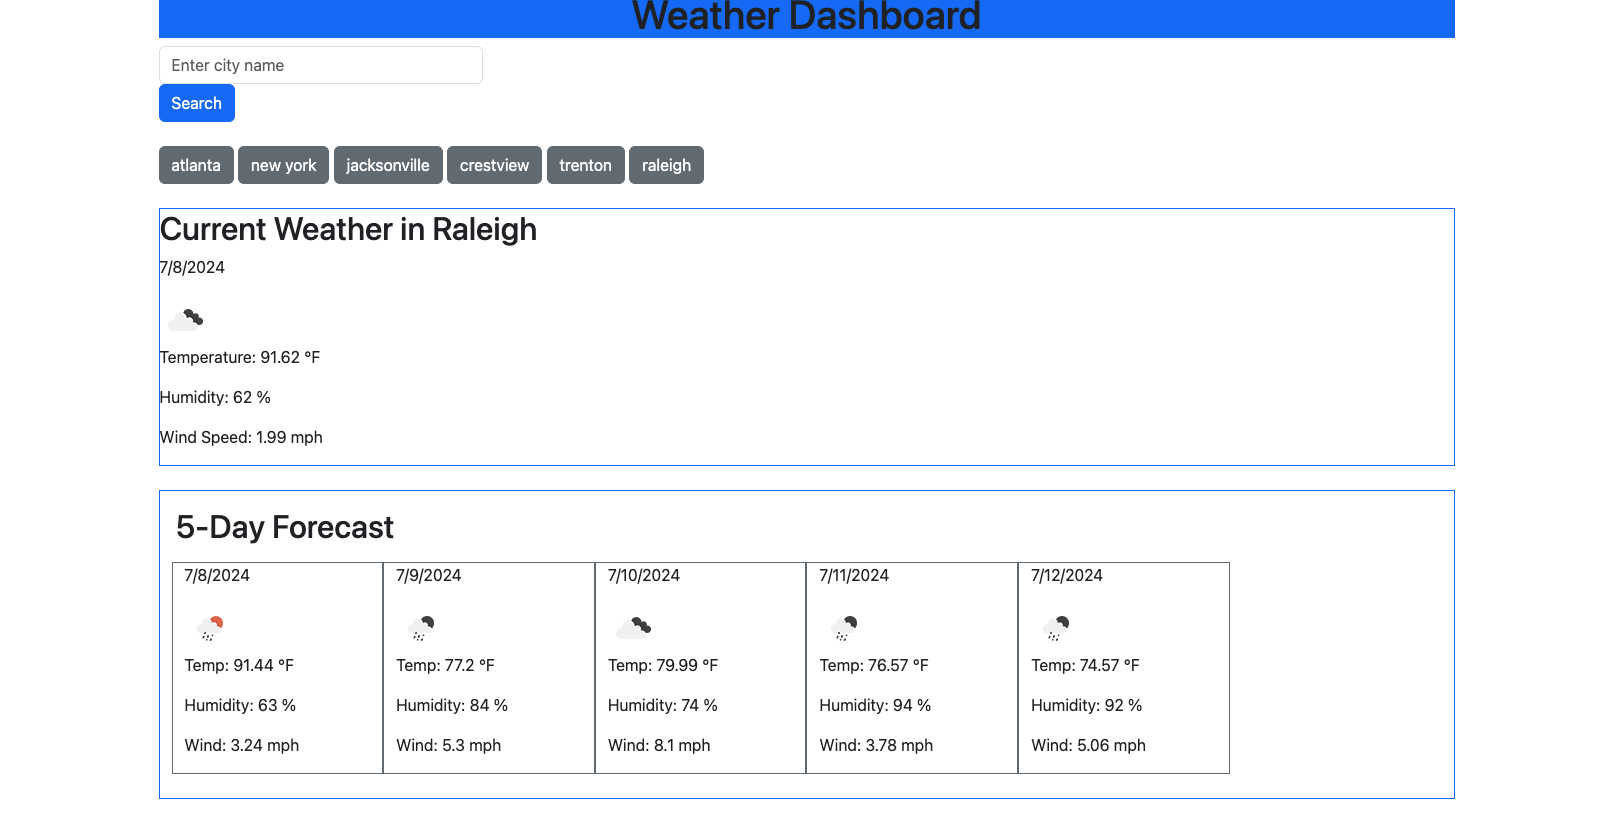 Weather Dashboard
Enter city name
Search
atlanta new york jacksonville crestview trenton raleigh
Current Weather in Raleigh
7/8/2024
Temperature: 91.62 °F
Humidity: 62 %
Wind Speed: 1.99 mph
5-Day Forecast
7/8/2024 7/9/2024 7/10/2024 7/11/2024 7/12/2024
Temp: 91.44 °F Temp: 77.2 °F Temp: 79.99 °F Temp: 76.57 °F Temp: 74.57 °F
Humidity: 63 % Humidity: 84 % Humidity: 74 % Humidity: 94 % Humidity: 92 %
Wind: 3.24 mph Wind: 5.3 mph Wind: 8.1 mph Wind: 3.78 mph Wind: 5.06 mph